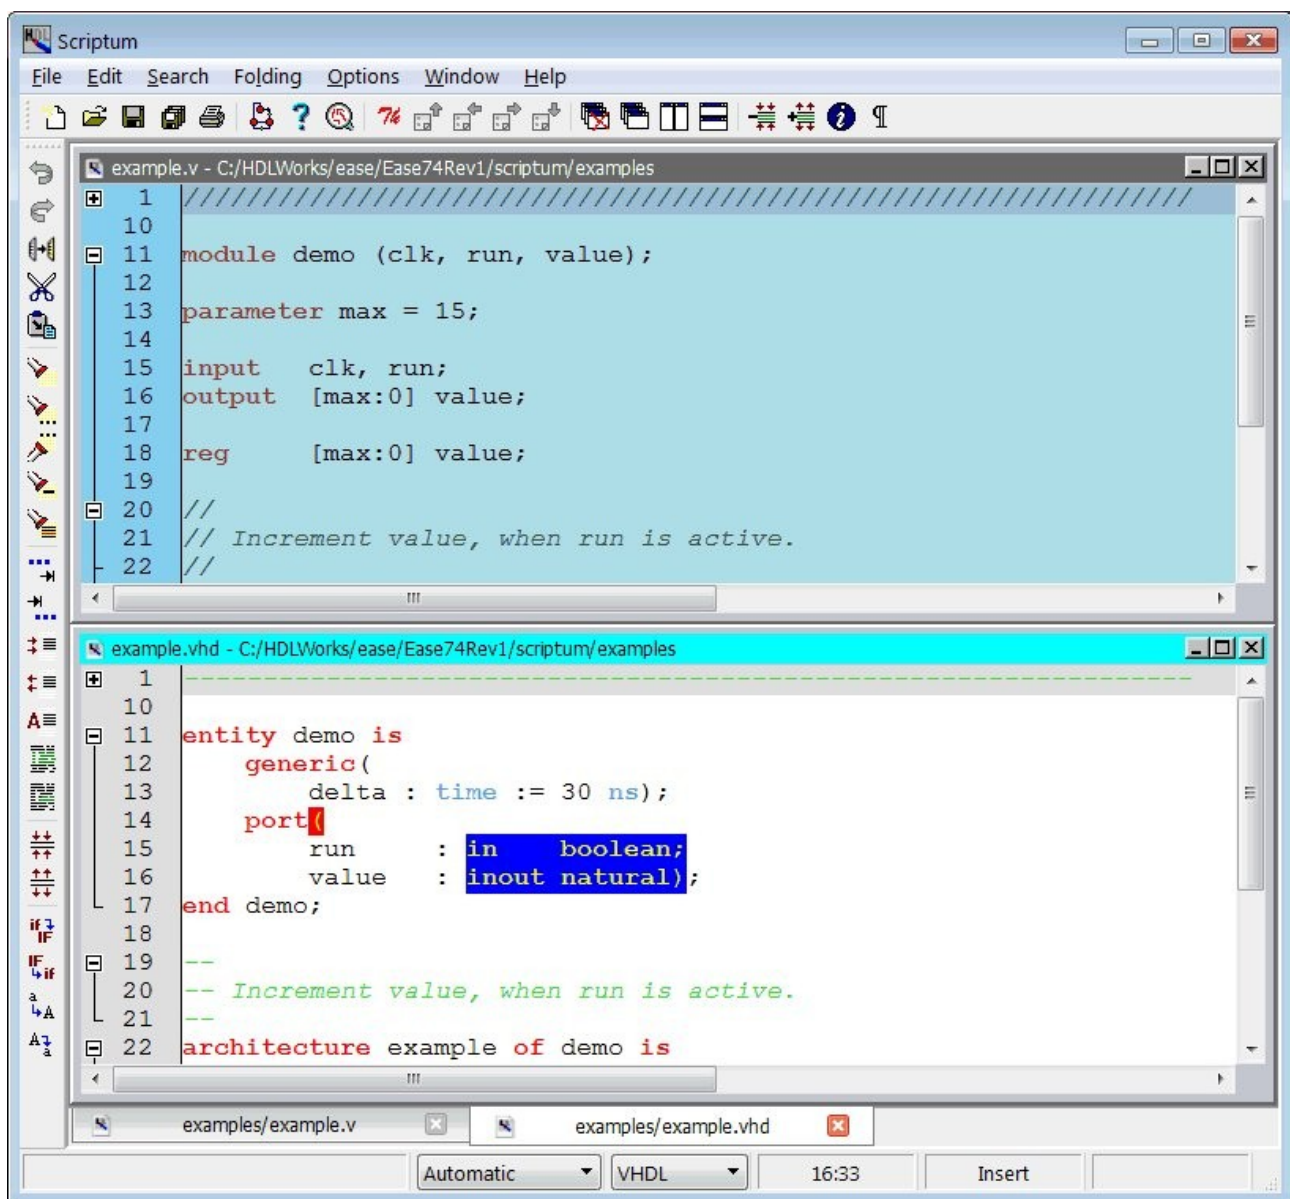 Scriptum
File Edit Search Folding Options Window Help
example.v - C:/HDLWorks/ease/Ease74Rev1/scriptum/examples
1 ////////////////////////////////////////////////////////////////
10
11 module demo (clk, run, value);
12
13 parameter max = 15;
14
15 input   clk, run;
16 output  [max:0] value;
17
18 reg     [max:0] value;
19
20 //
21 // Increment value, when run is active.
22 //
example.vhd - C:/HDLWorks/ease/Ease74Rev1/scriptum/examples
1 ----------------------------------------------------------------
10
11 entity demo is
12     generic(
13         delta : time := 30 ns);
14     port(
15         run     : in    boolean;
16         value   : inout natural);
17 end demo;
18
19 --
20 -- Increment value, when run is active.
21 --
22 architecture example of demo is
examples/example.v examples/example.vhd
Automatic VHDL 16:33 Insert